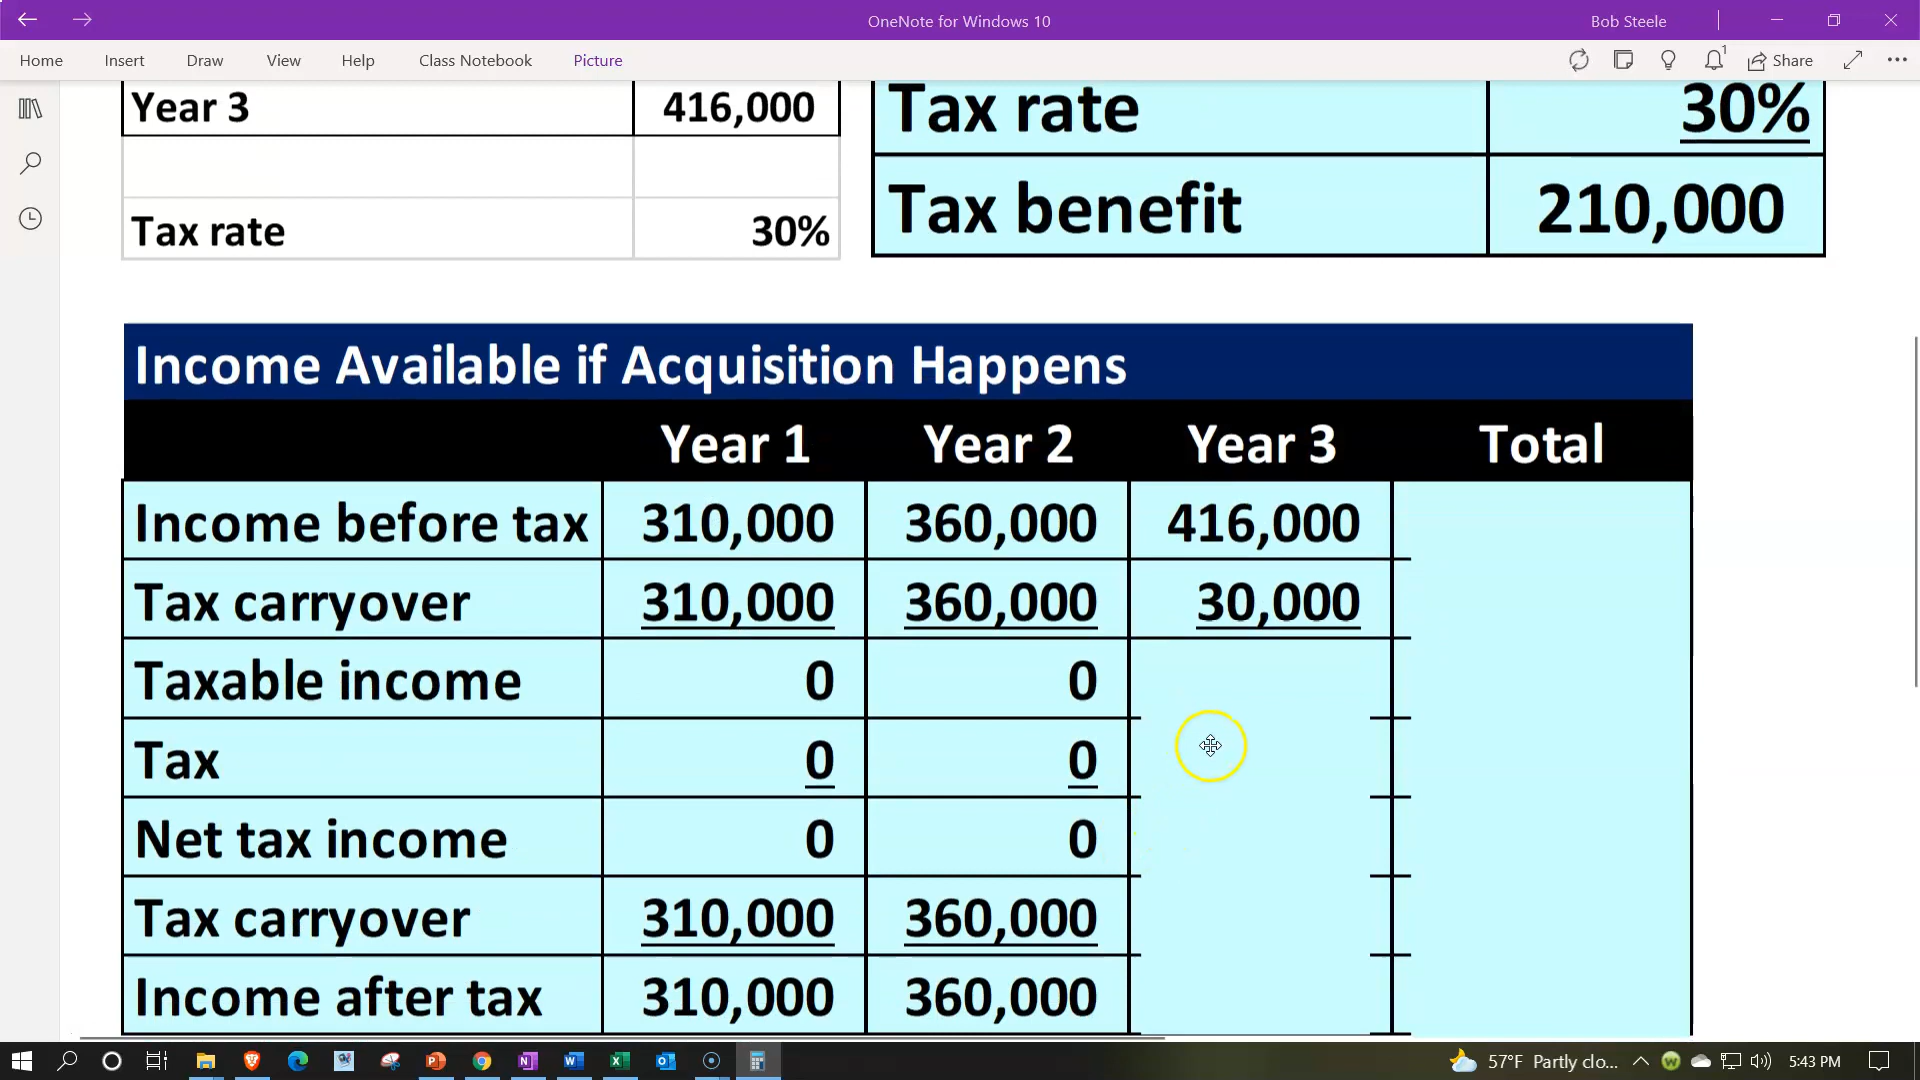 OneNote for Windows 10
Bob Steele
Home Insert Draw View Help Class Notebook Picture
1
Share
Year 3 416,000
Tax rate 30%
Tax rate 30%
Tax benefit 210,000
Income Available if Acquisition Happens
Year 1 Year 2 Year 3 Total
Income before tax 310,000 360,000 416,000
Tax carryover 310,000 360,000 30,000
Taxable income 0 0
Tax 0 0
Net tax income 0 0
Tax carryover 310,000 360,000
Income after tax 310,000 360,000
57°F Partly clo...
5:43 PM